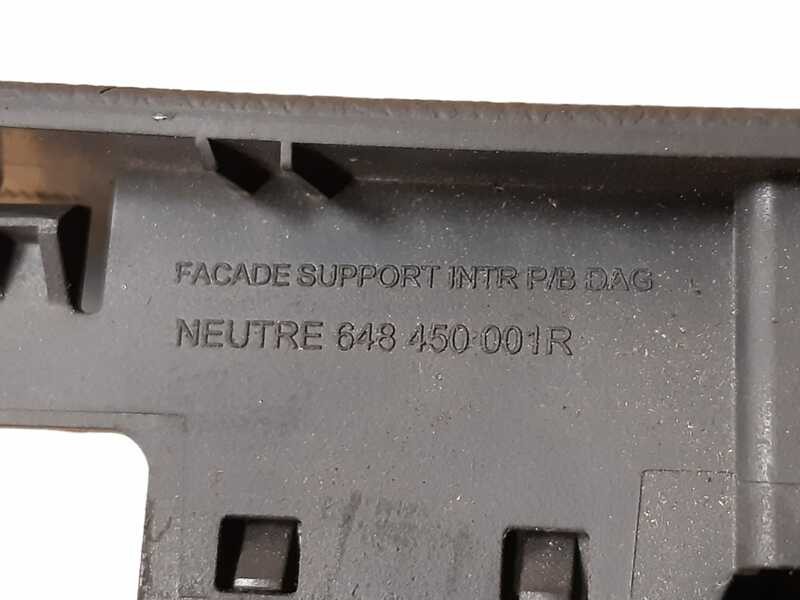 FACADE SUPPORT INTR P/B DAG
NEUTRE 648 450 001R